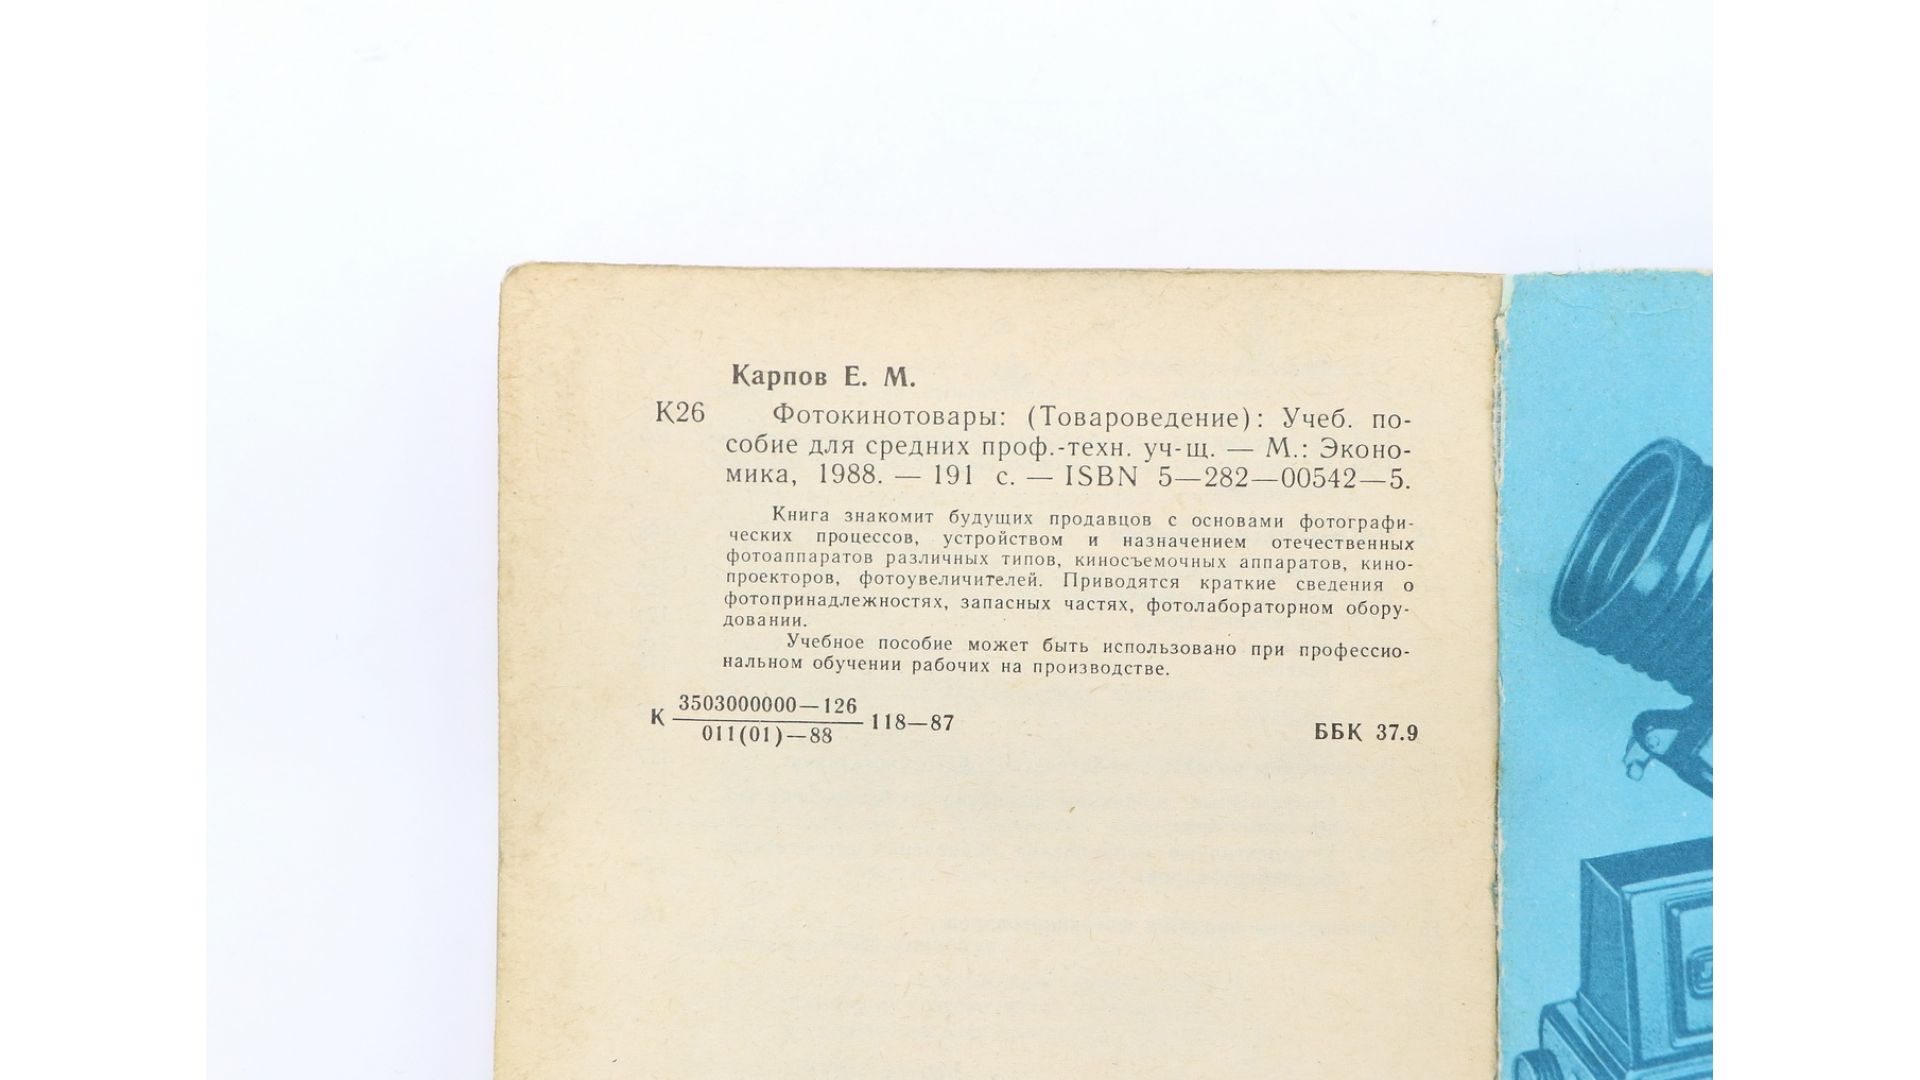 Карпов Е. М.
К26 Фотокинотовары: (Товароведение): Учеб. по-
собие для средних проф.-техн. уч-щ. — М.: Эконо-
мика, 1988. — 191 с. — ISBN 5—282—00542—5.
Книга знакомит будущих продавцов с основами фотографи-
ческих процессов, устройством и назначением отечественных
фотоаппаратов различных типов, киносъемочных аппаратов, кино-
проекторов, фотоувеличителей. Приводятся краткие сведения о
фотопринадлежностях, запасных частях, фотолабораторном обору-
довании.
Учебное пособие может быть использовано при профессио-
нальном обучении рабочих на производстве.
3503000000—126
К 118—87
011(01)—88
ББК 37.9